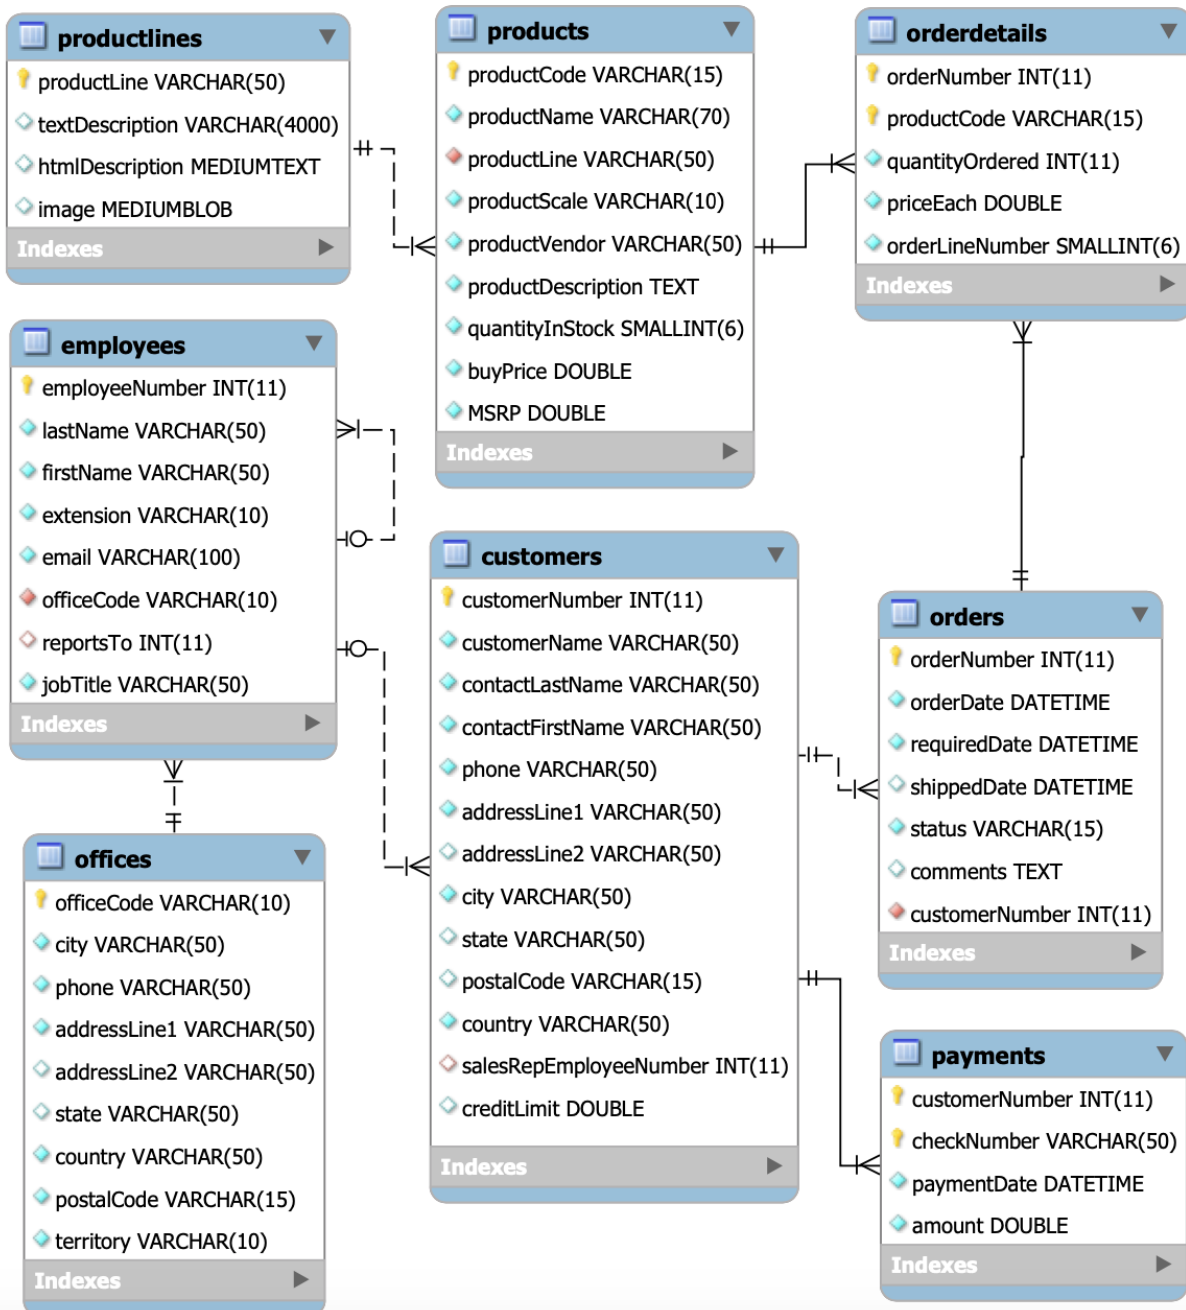 productlines
productLine VARCHAR(50)
textDescription VARCHAR(4000)
htmlDescription MEDIUMTEXT
image MEDIUMBLOB
Indexes
products
productCode VARCHAR(15)
productName VARCHAR(70)
productLine VARCHAR(50)
productScale VARCHAR(10)
productVendor VARCHAR(50)
productDescription TEXT
quantityInStock SMALLINT(6)
buyPrice DOUBLE
MSRP DOUBLE
Indexes
orderdetails
orderNumber INT(11)
productCode VARCHAR(15)
quantityOrdered INT(11)
priceEach DOUBLE
orderLineNumber SMALLINT(6)
Indexes
employees
employeeNumber INT(11)
lastName VARCHAR(50)
firstName VARCHAR(50)
extension VARCHAR(10)
email VARCHAR(100)
officeCode VARCHAR(10)
reportsTo INT(11)
jobTitle VARCHAR(50)
Indexes
customers
customerNumber INT(11)
customerName VARCHAR(50)
contactLastName VARCHAR(50)
contactFirstName VARCHAR(50)
phone VARCHAR(50)
addressLine1 VARCHAR(50)
addressLine2 VARCHAR(50)
city VARCHAR(50)
state VARCHAR(50)
postalCode VARCHAR(15)
country VARCHAR(50)
salesRepEmployeeNumber INT(11)
creditLimit DOUBLE
Indexes
orders
orderNumber INT(11)
orderDate DATETIME
requiredDate DATETIME
shippedDate DATETIME
status VARCHAR(15)
comments TEXT
customerNumber INT(11)
Indexes
offices
officeCode VARCHAR(10)
city VARCHAR(50)
phone VARCHAR(50)
addressLine1 VARCHAR(50)
addressLine2 VARCHAR(50)
state VARCHAR(50)
country VARCHAR(50)
postalCode VARCHAR(15)
territory VARCHAR(10)
Indexes
payments
customerNumber INT(11)
checkNumber VARCHAR(50)
paymentDate DATETIME
amount DOUBLE
Indexes